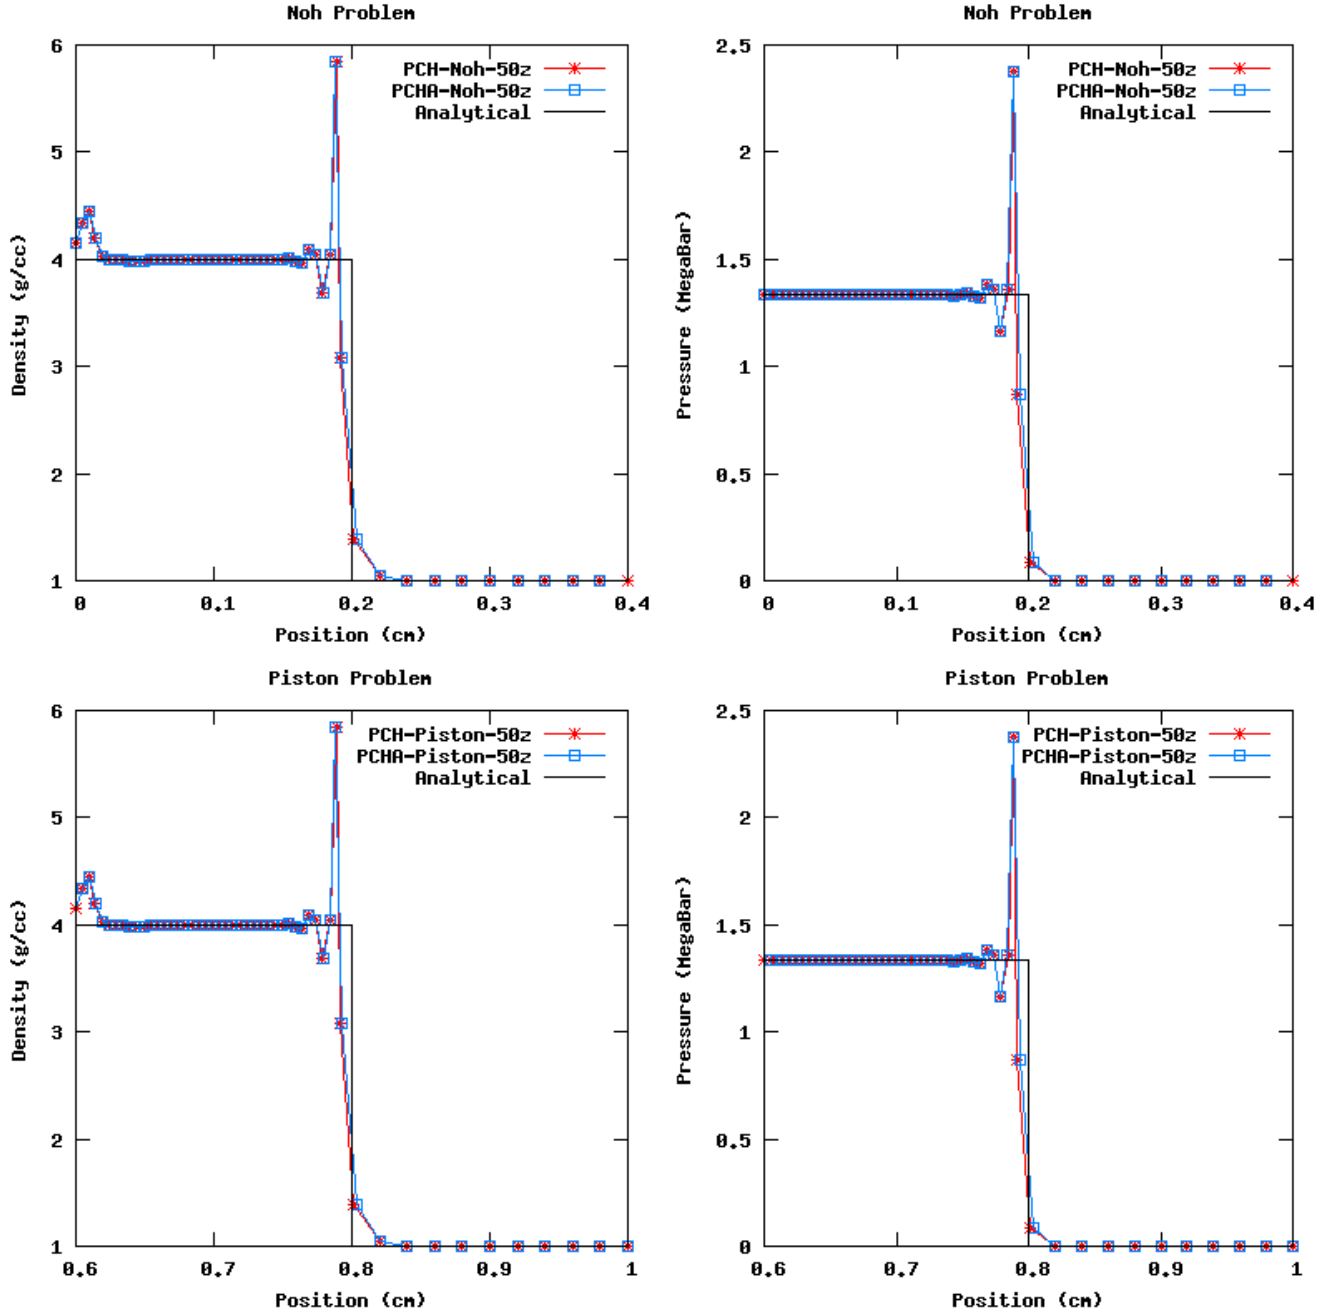 Noh Problem
6
5
4
3
2
1
Density (g/cc)
PCH-Noh-50z
PCHA-Noh-50z
Analytical
0 0.1 0.2 0.3 0.4
Position (cm)
Noh Problem
2.5
2
1.5
1
0.5
0
Pressure (MegaBar)
PCH-Noh-50z
PCHA-Noh-50z
Analytical
0 0.1 0.2 0.3 0.4
Position (cm)
Piston Problem
6
5
4
3
2
1
Density (g/cc)
PCH-Piston-50z
PCHA-Piston-50z
Analytical
0.6 0.7 0.8 0.9 1
Position (cm)
Piston Problem
2.5
2
1.5
1
0.5
0
Pressure (MegaBar)
PCH-Piston-50z
PCHA-Piston-50z
Analytical
0.6 0.7 0.8 0.9 1
Position (cm)